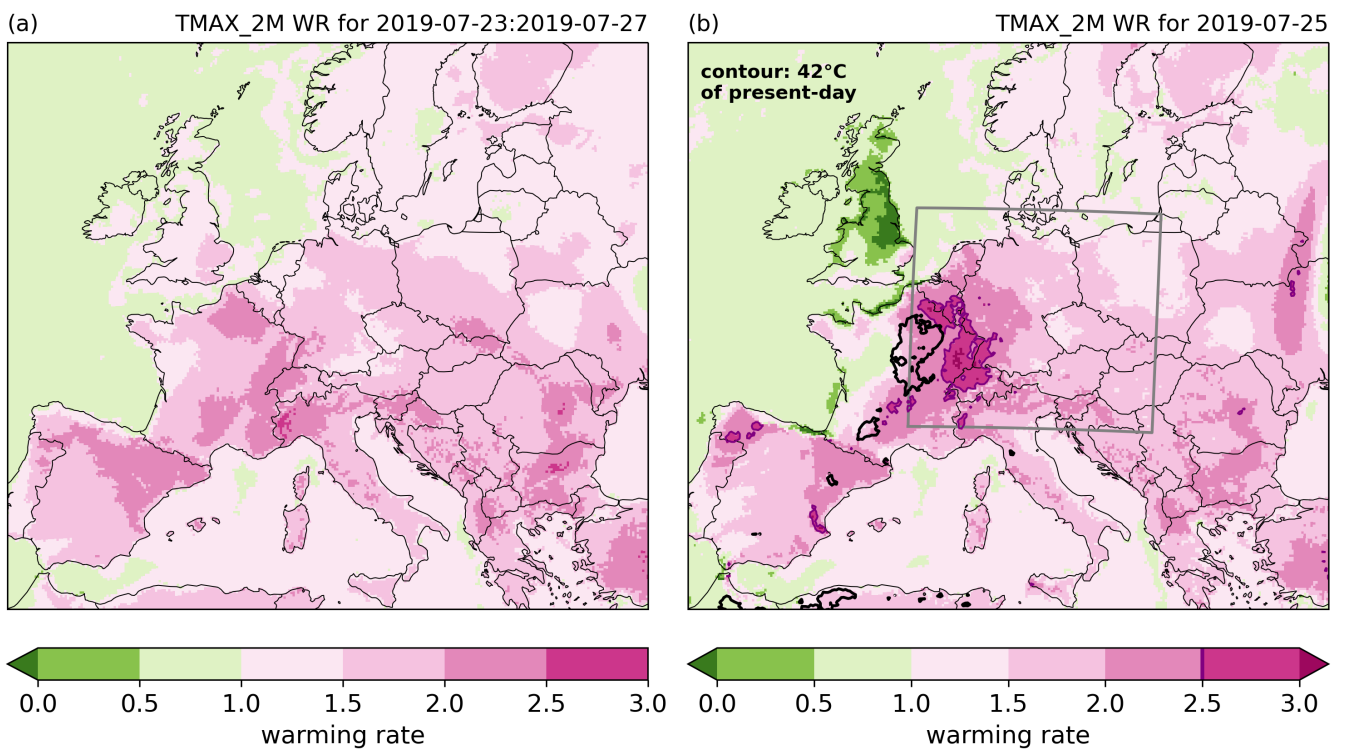 (a) TMAX_2M WR for 2019-07-23:2019-07-27
(b) TMAX_2M WR for 2019-07-25
contour: 42°C
of present-day
0.0 0.5 1.0 1.5 2.0 2.5 3.0
warming rate
0.0 0.5 1.0 1.5 2.0 2.5 3.0
warming rate